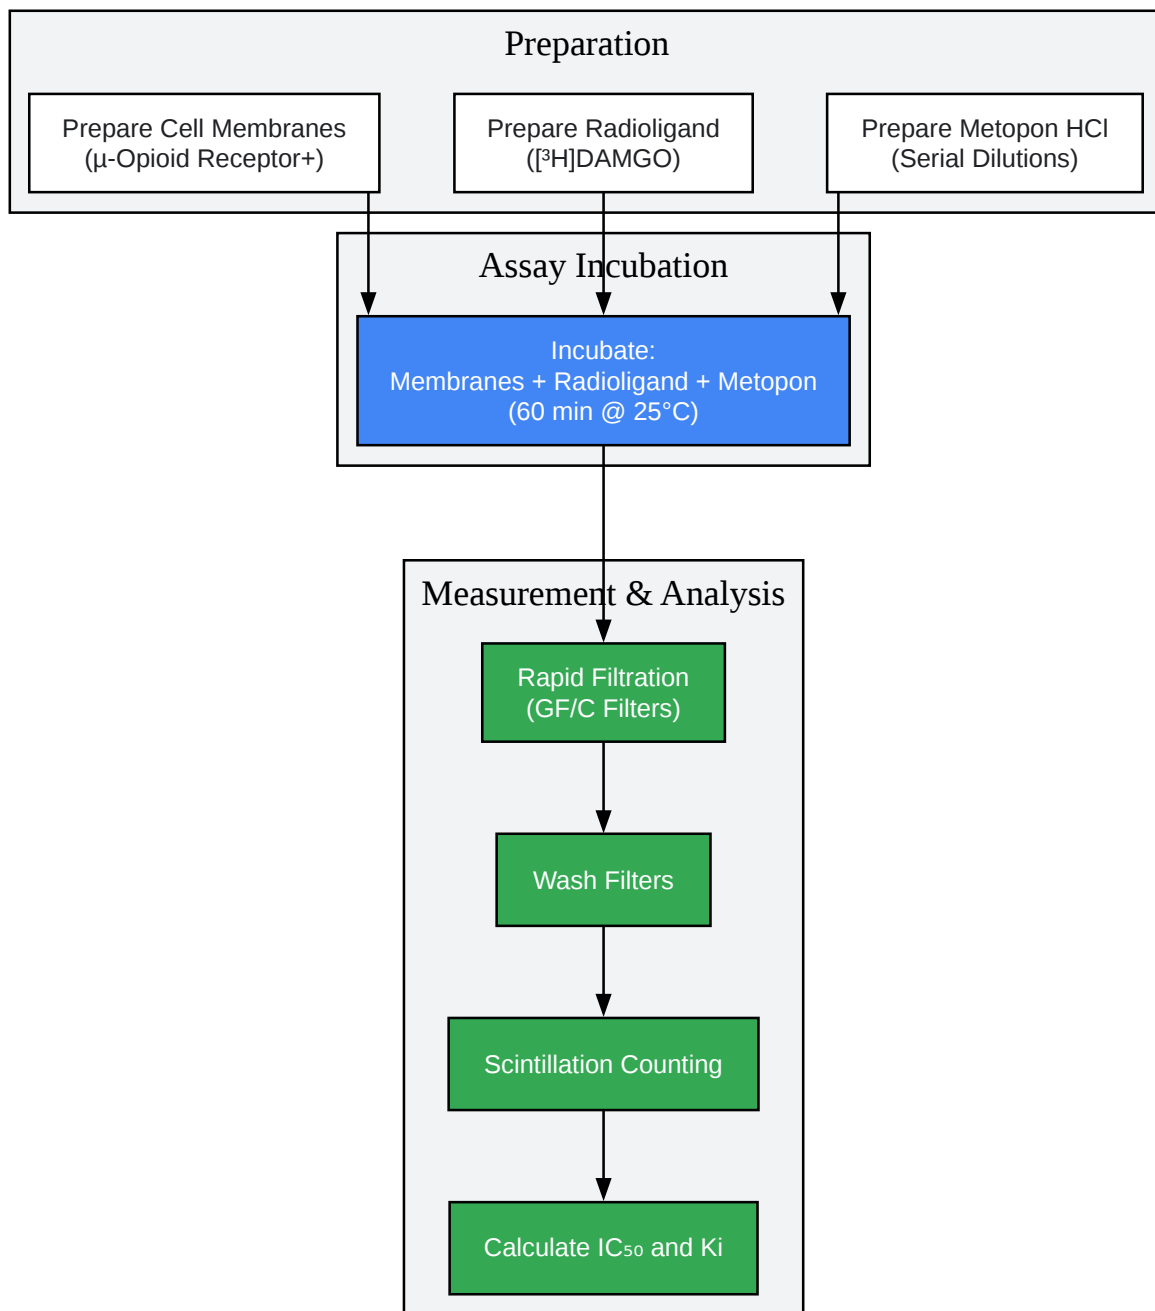 Preparation
Prepare Cell Membranes
(µ-Opioid Receptor+)
Prepare Radioligand
([³H]DAMGO)
Prepare Metopon HCl
(Serial Dilutions)
Assay Incubation
Incubate:
Membranes + Radioligand + Metopon
(60 min @ 25°C)
Measurement & Analysis
Rapid Filtration
(GF/C Filters)
Wash Filters
Scintillation Counting
Calculate IC₅₀ and Ki